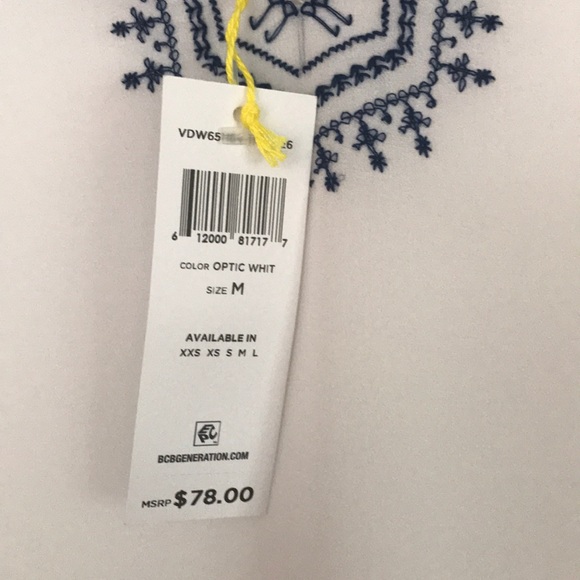 6 12000 81717 7
COLOR OPTIC WHIT
SIZE M
AVAILABLE IN
XXS XS S M L
BCBGENERATION.COM
MSRP $78.00